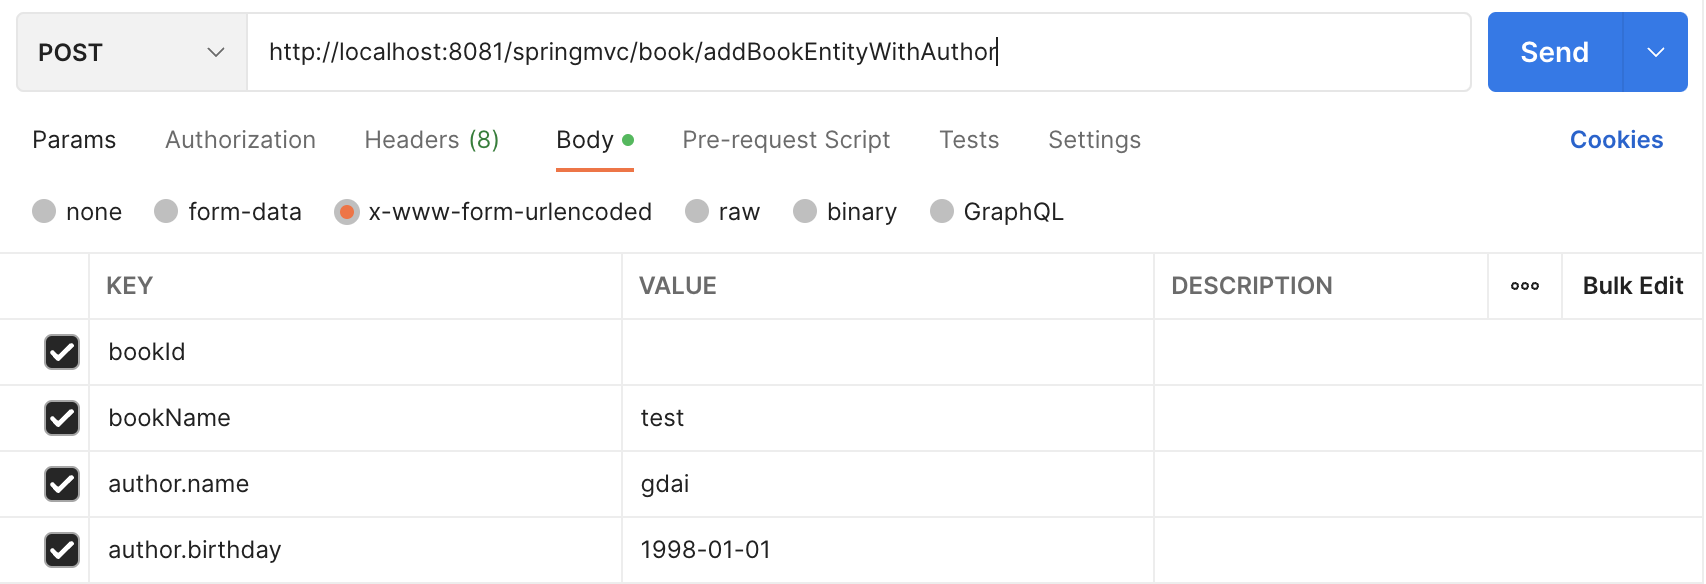 POST http://localhost:8081/springmvc/book/addBookEntityWithAuthor Send
Params Authorization Headers (8) Body Pre-request Script Tests Settings Cookies
none form-data x-www-form-urlencoded raw binary GraphQL
KEY VALUE DESCRIPTION Bulk Edit
bookId
bookName test
author.name gdai
author.birthday 1998-01-01